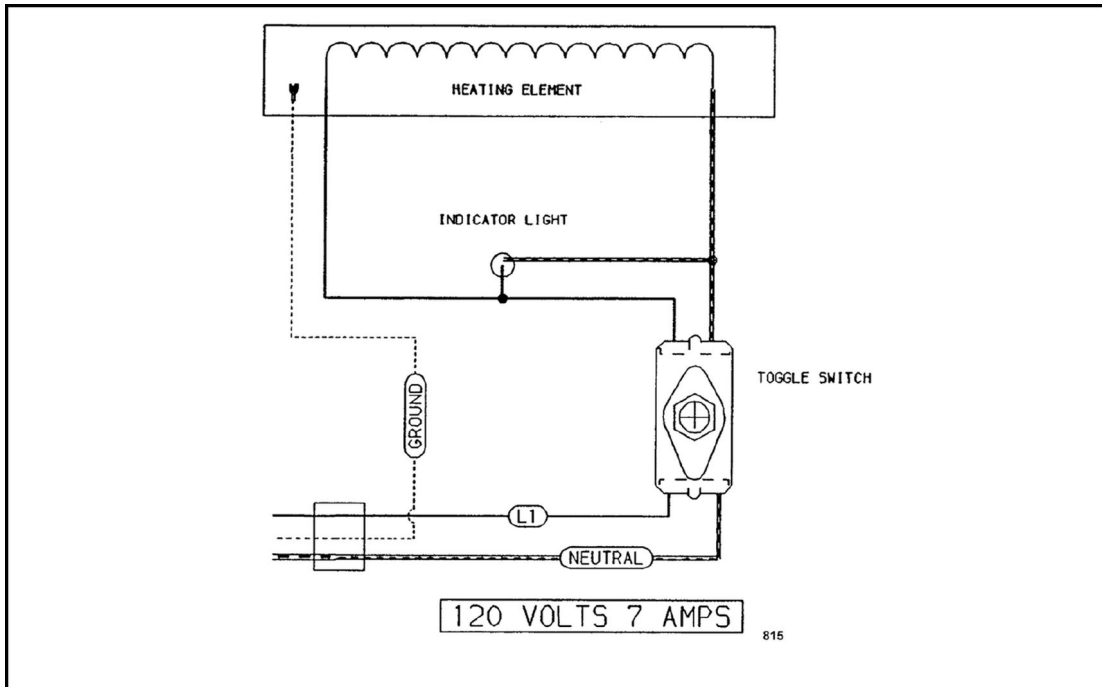 HEATING ELEMENT
INDICATOR LIGHT
TOGGLE SWITCH
GROUND
L1
NEUTRAL
120 VOLTS 7 AMPS
815